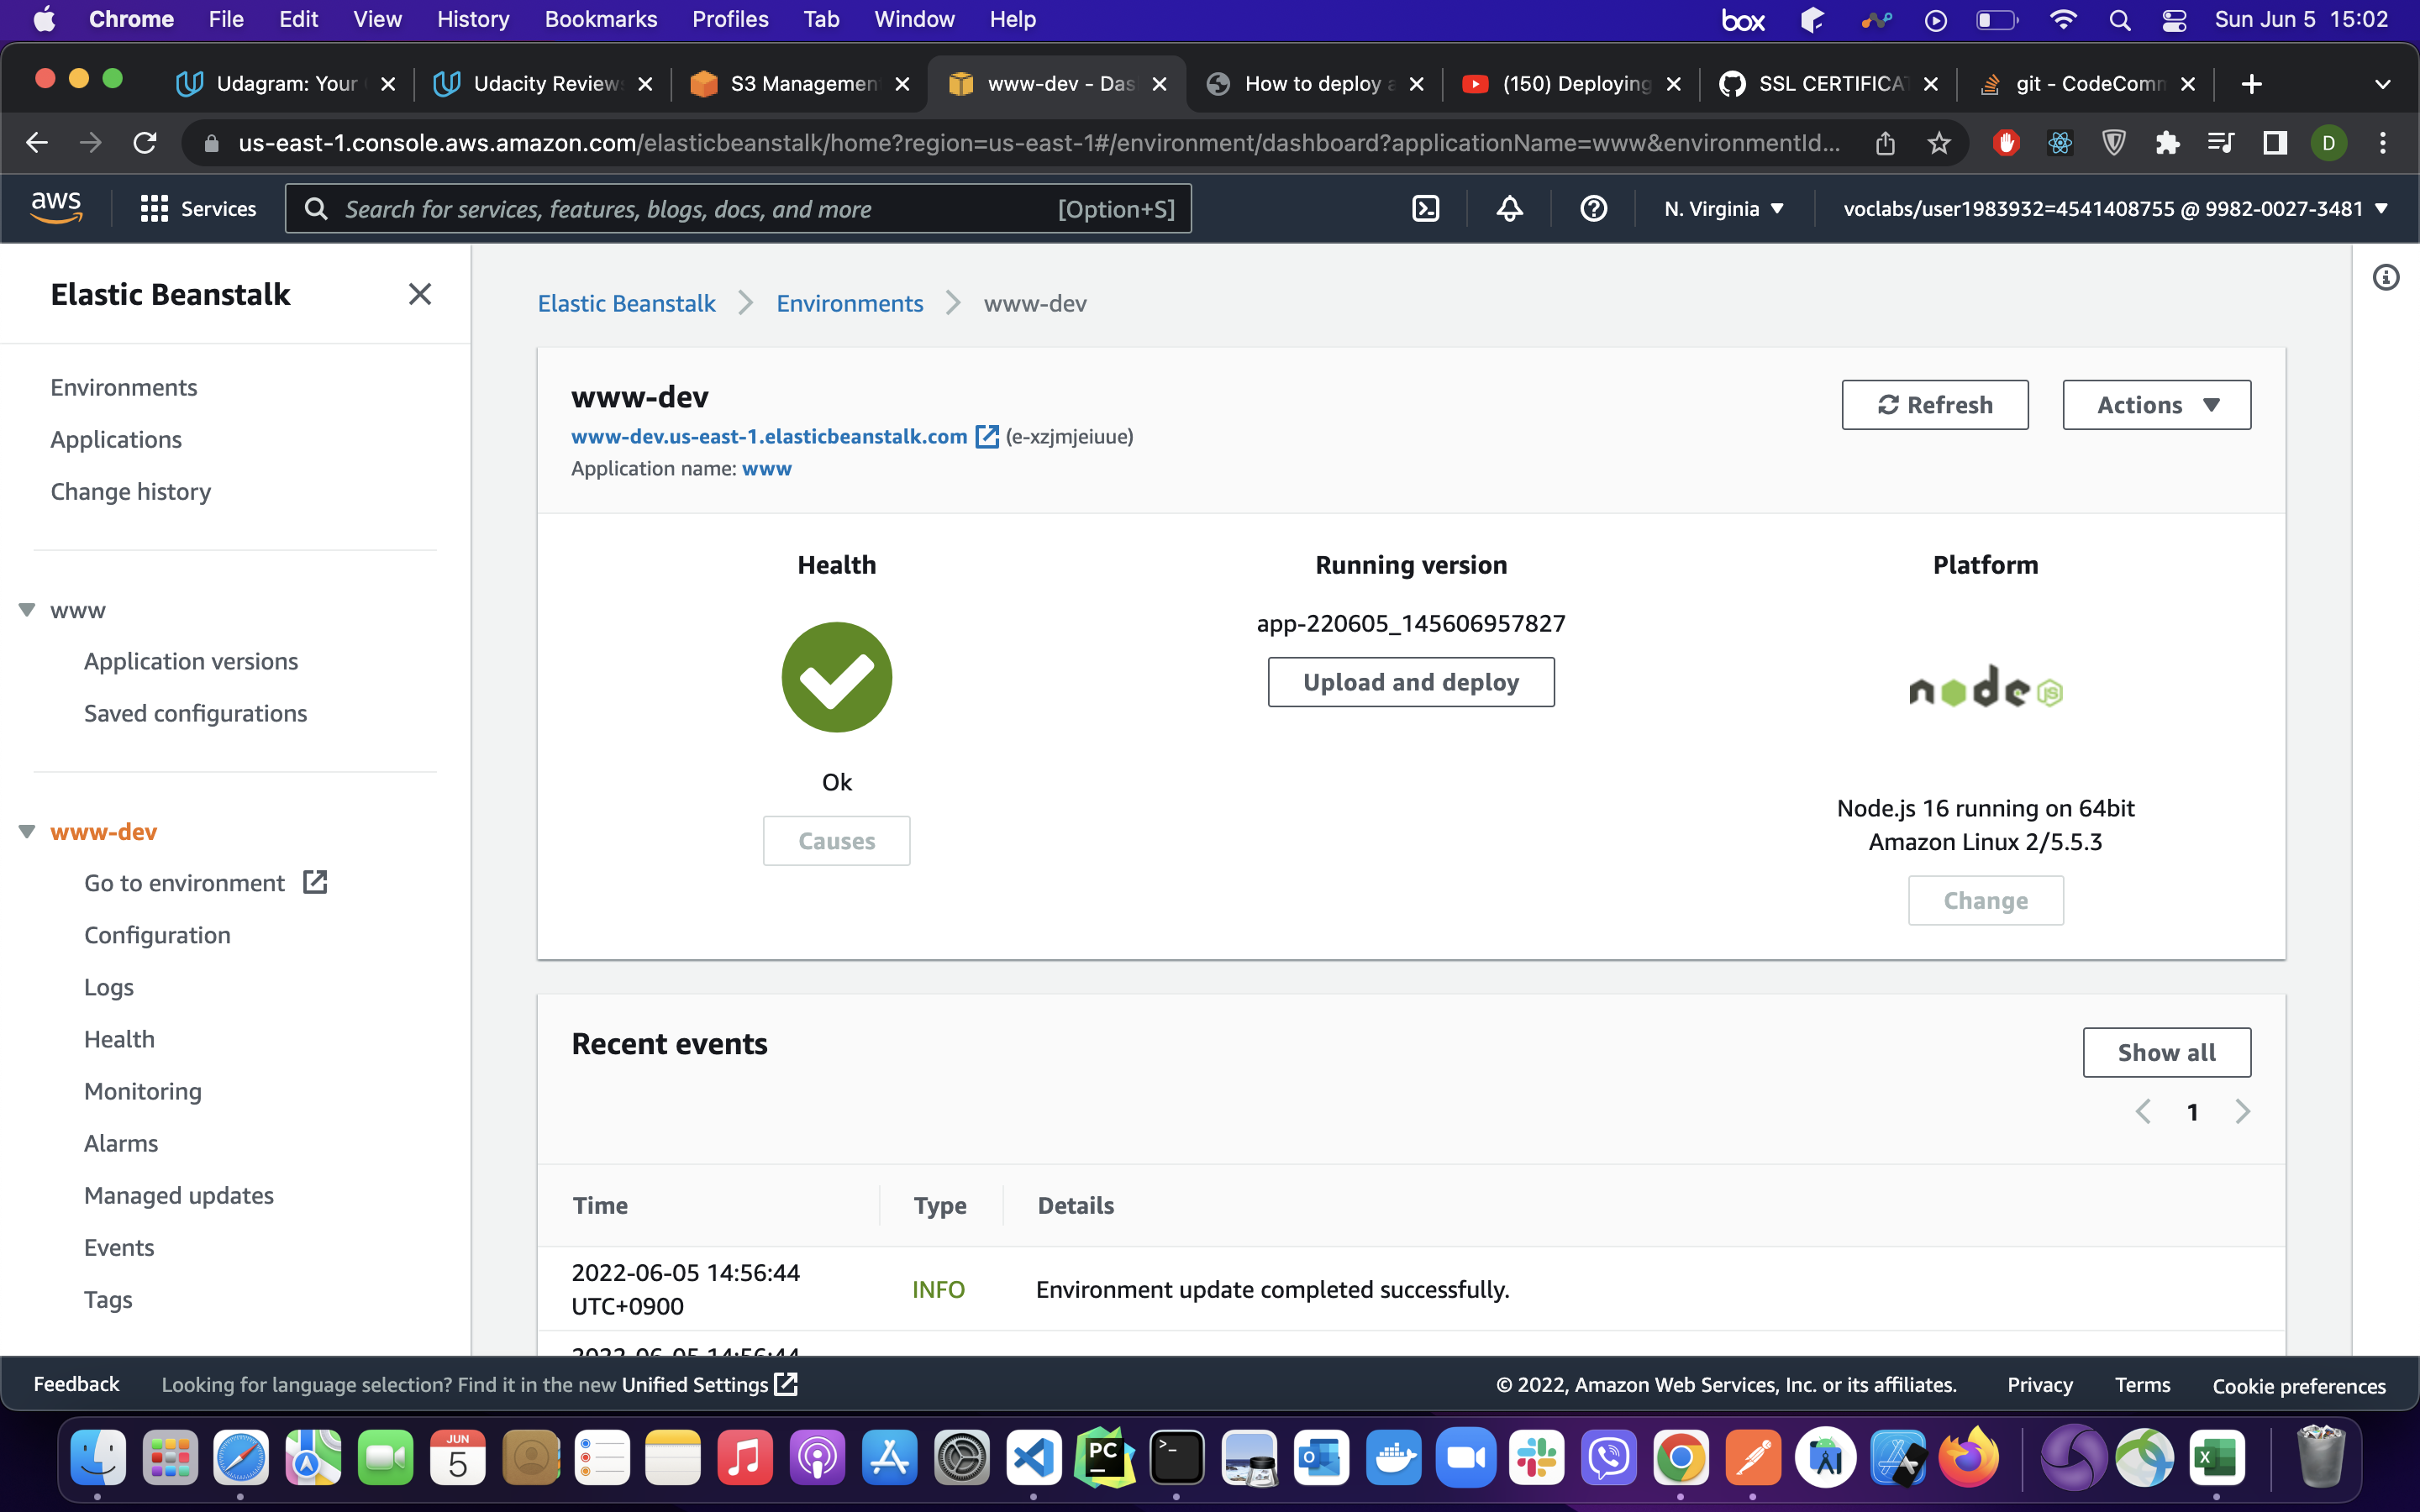 Chrome File Edit View History Bookmarks Profiles Tab Window Help box Sun Jun 5 15:02
Udagram: Your Udacity Reviews S3 Managemen www-dev - Das How to deploy a (150) Deploying SSL CERTIFICA git - CodeComm
us-east-1.console.aws.amazon.com/elasticbeanstalk/home?region=us-east-1#/environment/dashboard?applicationName=www&environmentId... D
aws Services Search for services, features, blogs, docs, and more [Option+S] N. Virginia voclabs/user1983932=4541408755 @ 9982-0027-3481
Elastic Beanstalk
Environments
Applications
Change history
www
Application versions
Saved configurations
www-dev
Go to environment
Configuration
Logs
Health
Monitoring
Alarms
Managed updates
Events
Tags
Elastic Beanstalk Environments www-dev
www-dev
www-dev.us-east-1.elasticbeanstalk.com (e-xzjmjeiuue)
Application name: www
Refresh Actions
Health
Ok
Causes
Running version
app-220605_145606957827
Upload and deploy
Platform
node JS
Node.js 16 running on 64bit
Amazon Linux 2/5.5.3
Change
Recent events
Show all
1
Time Type Details
2022-06-05 14:56:44
UTC+0900
INFO
Environment update completed successfully.
2022-06-05 14:56:44
Feedback Looking for language selection? Find it in the new Unified Settings © 2022, Amazon Web Services, Inc. or its affiliates. Privacy Terms Cookie preferences
JUN
5
PC